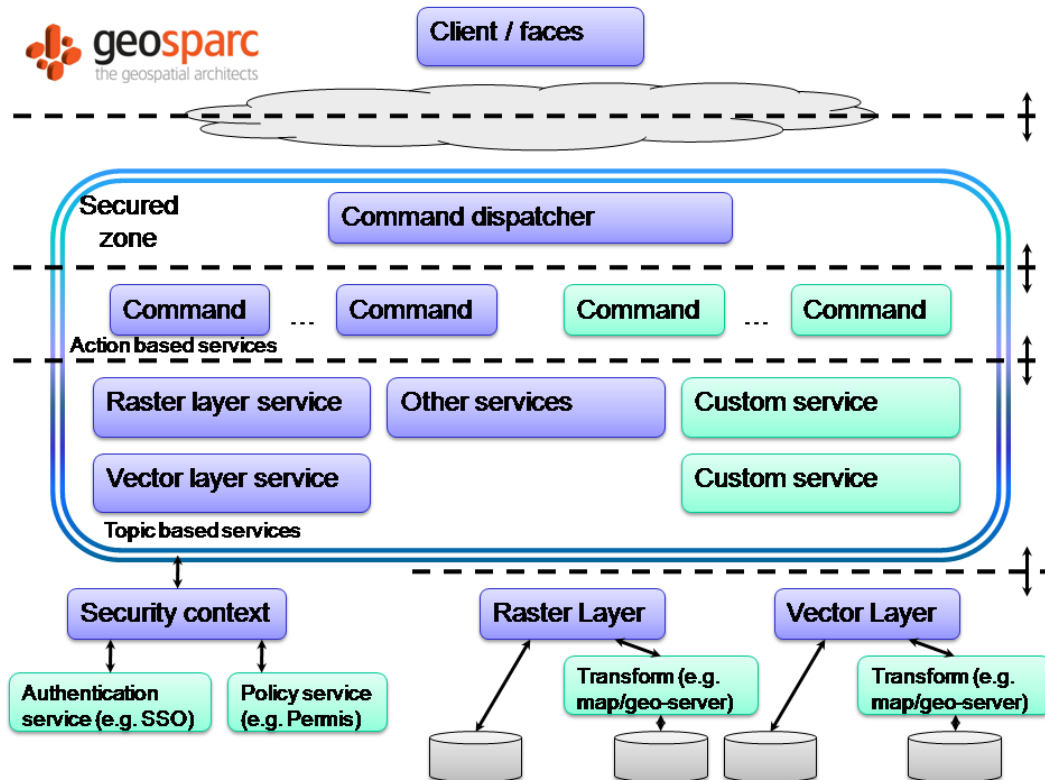 geosparc
the geospatial architects
Client / faces
Secured
zone
Command dispatcher
Command ... Command Command ... Command
Action based services
Raster layer service Other services Custom service
Vector layer service Custom service
Topic based services
Security context Raster Layer Vector Layer
Authentication
service (e.g. SSO)
Policy service
(e.g. Permis)
Transform (e.g.
map/geo-server)
Transform (e.g.
map/geo-server)